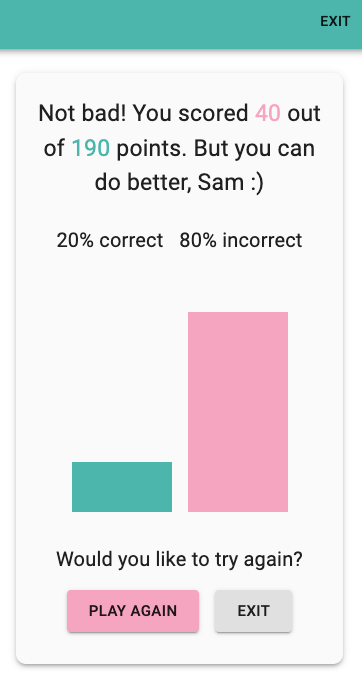 EXIT
Not bad! You scored 40 out
of 190 points. But you can
do better, Sam :)
20% correct 80% incorrect
Would you like to try again?
PLAY AGAIN EXIT